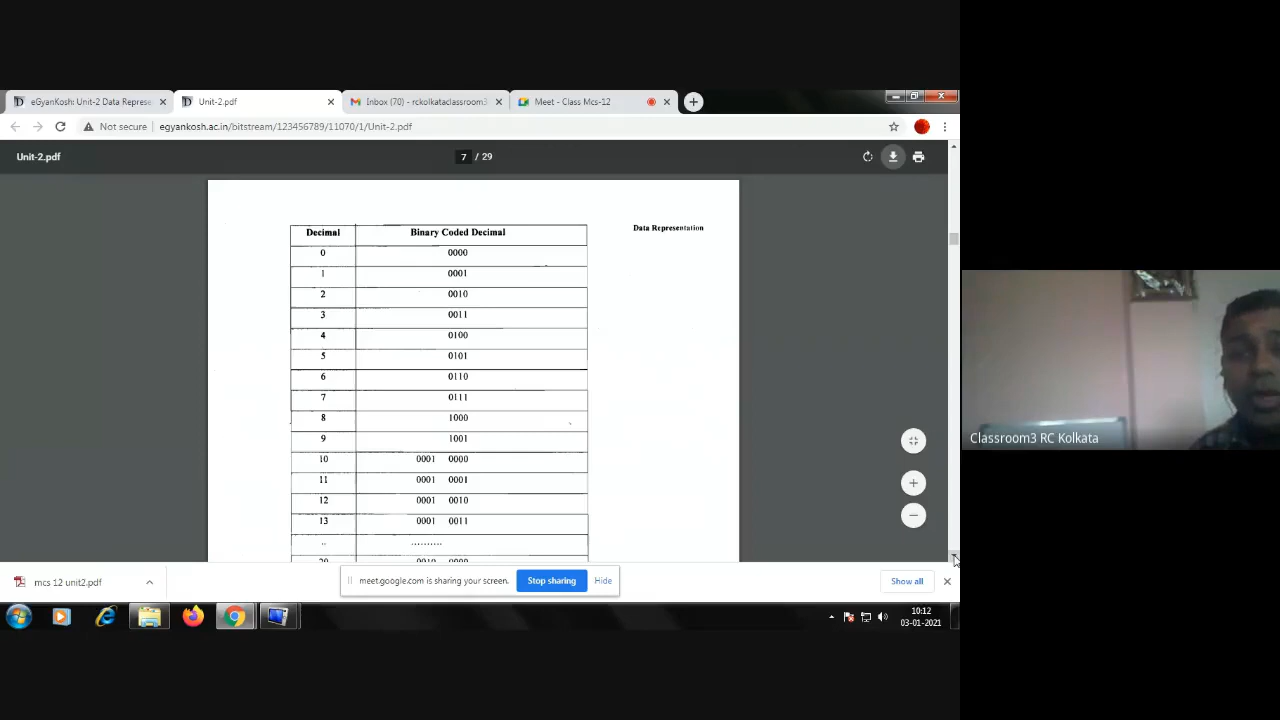 eGyanKosh: Unit-2 Data Represe
Unit-2.pdf
Inbox (70) - rckolkataclassroom3
Meet - Class Mcs-12
Not secure | egyankosh.ac.in/bitstream/123456789/11070/1/Unit-2.pdf
Unit-2.pdf
7 / 29
Data Representation
Decimal Binary Coded Decimal
0 0000
1 0001
2 0010
3 0011
4 0100
5 0101
6 0110
7 0111
8 1000
9 1001
10 0001 0000
11 0001 0001
12 0001 0010
13 0001 0011
.. ..........
20 0010 0000
Classroom3 RC Kolkata
mcs 12 unit2.pdf
meet.google.com is sharing your screen.
Stop sharing
Hide
Show all
10:12
03-01-2021